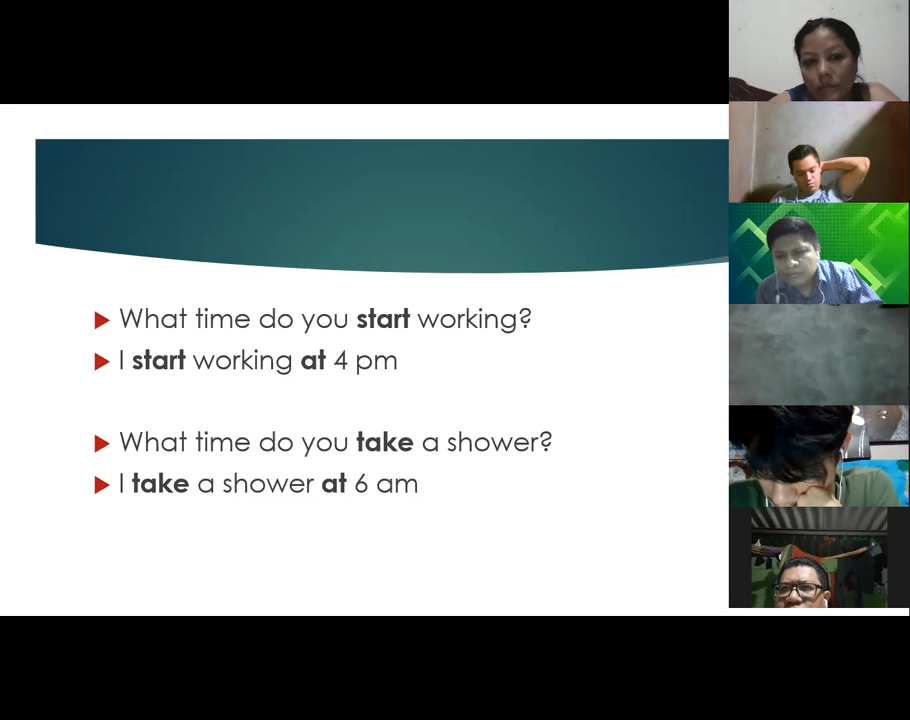 What time do you start working?
I start working at 4 pm
What time do you take a shower?
I take a shower at 6 am